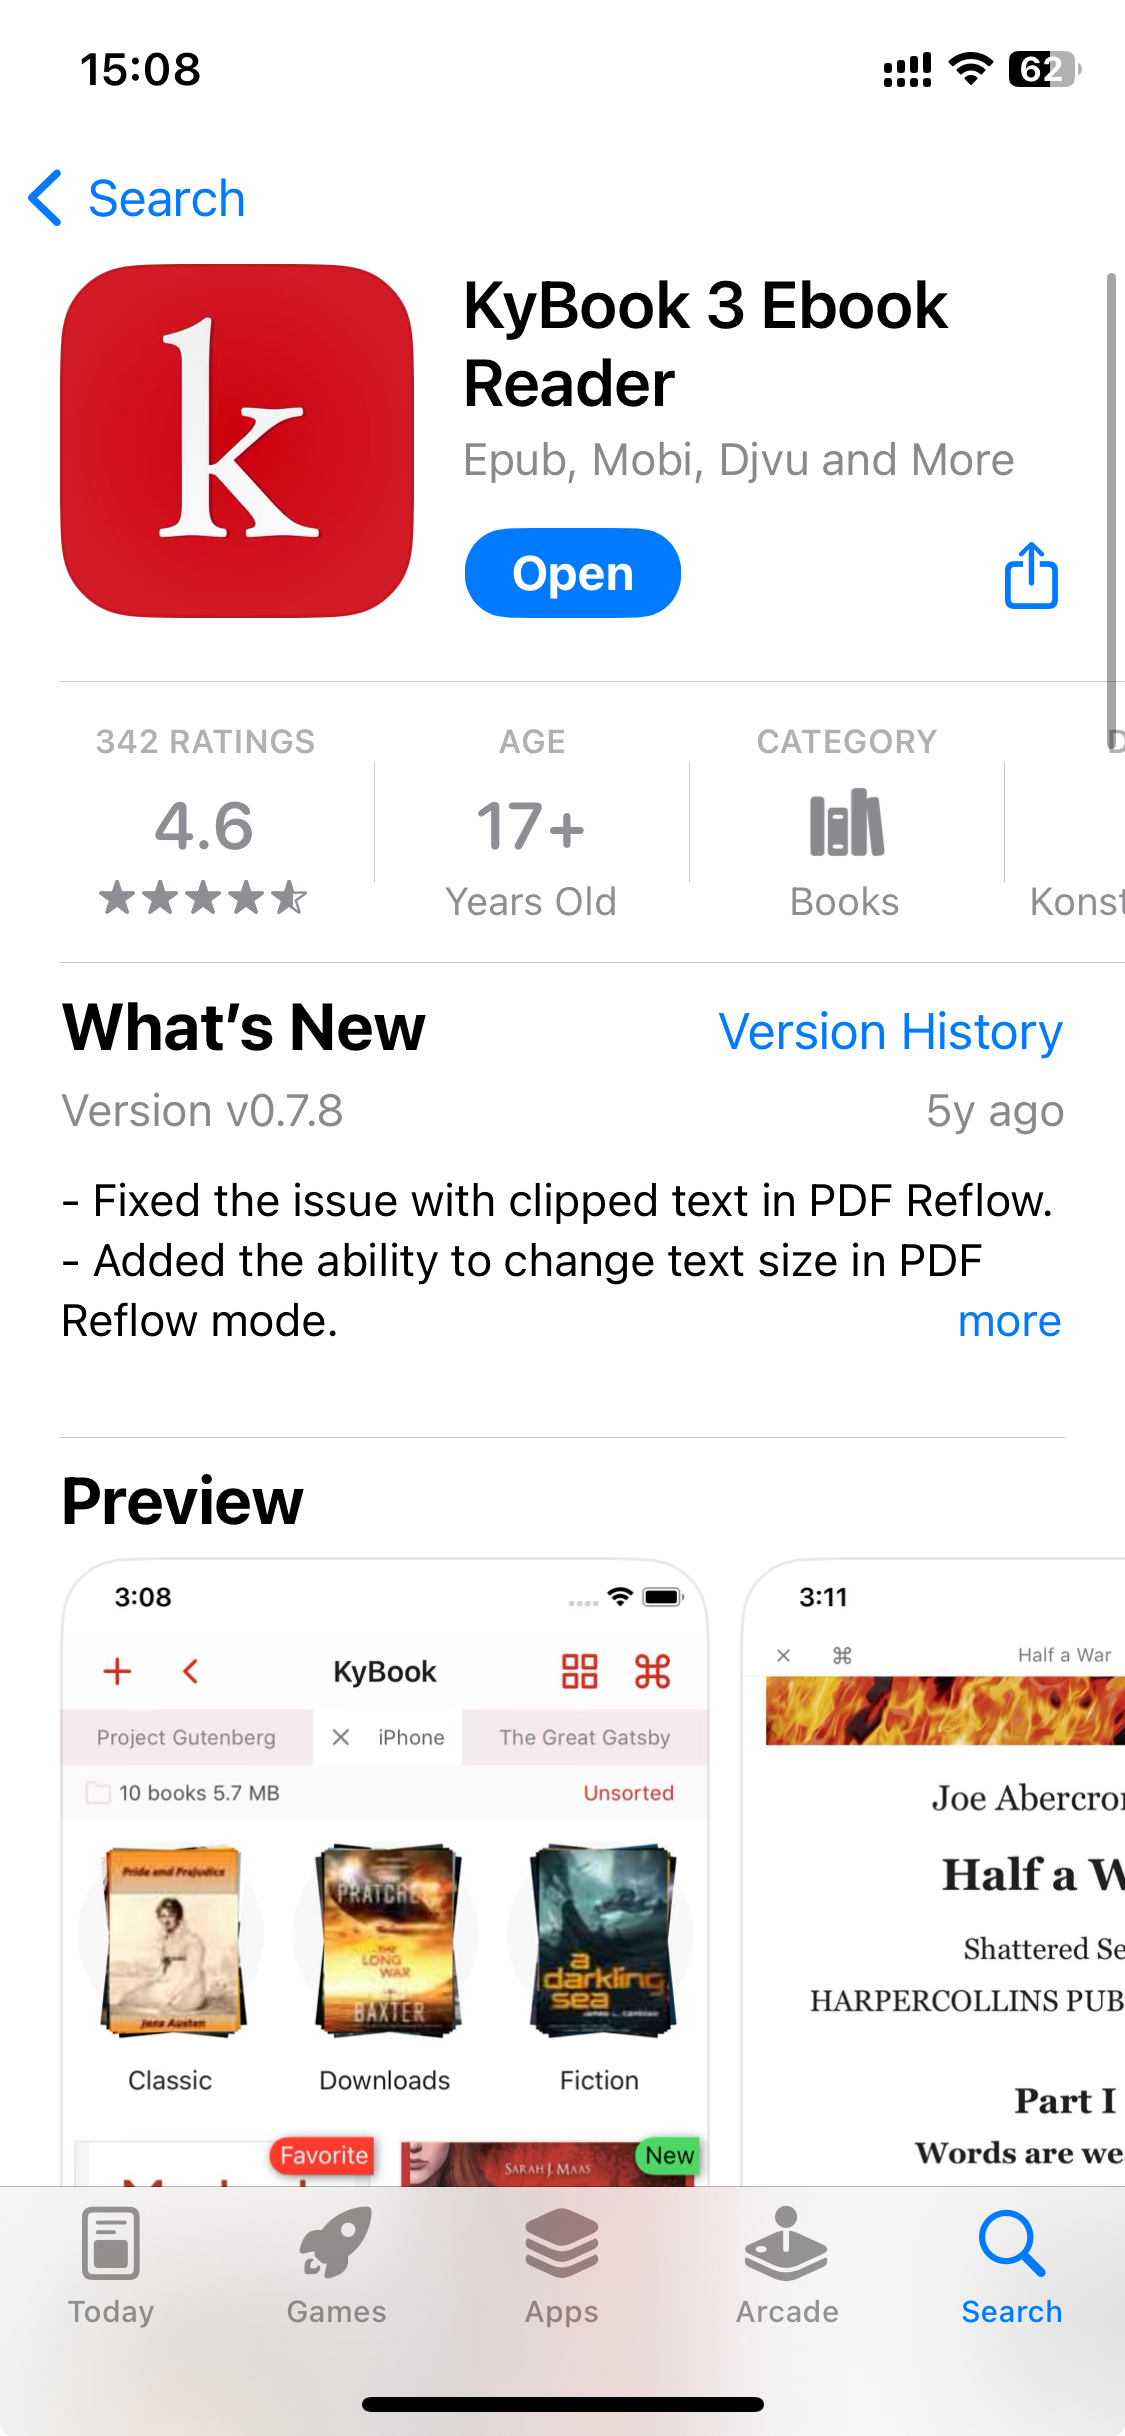 15:08
62
Search
k
KyBook 3 Ebook
Reader
Epub, Mobi, Djvu and More
Open
342 RATINGS
AGE
CATEGORY
D
4.6
17+
Years Old
Books
Konst
What's New
Version History
Version v0.7.8
5y ago
- Fixed the issue with clipped text in PDF Reflow.
- Added the ability to change text size in PDF
Reflow mode.
more
Preview
3:08
KyBook
Project Gutenberg
iPhone
The Great Gatsby
10 books 5.7 MB
Unsorted
Pride and Prejudice
Jane Austen
PRATCHE
THE
LONG
WAR
BAXTER
a
darkling
sea
Classic
Downloads
Fiction
Favorite
SARAH J. MAAS
New
3:11
Half a War
Joe Abercro
Half a W
Shattered Se
HARPERCOLLINS PUB
Part I
Words are we
Today
Games
Apps
Arcade
Search